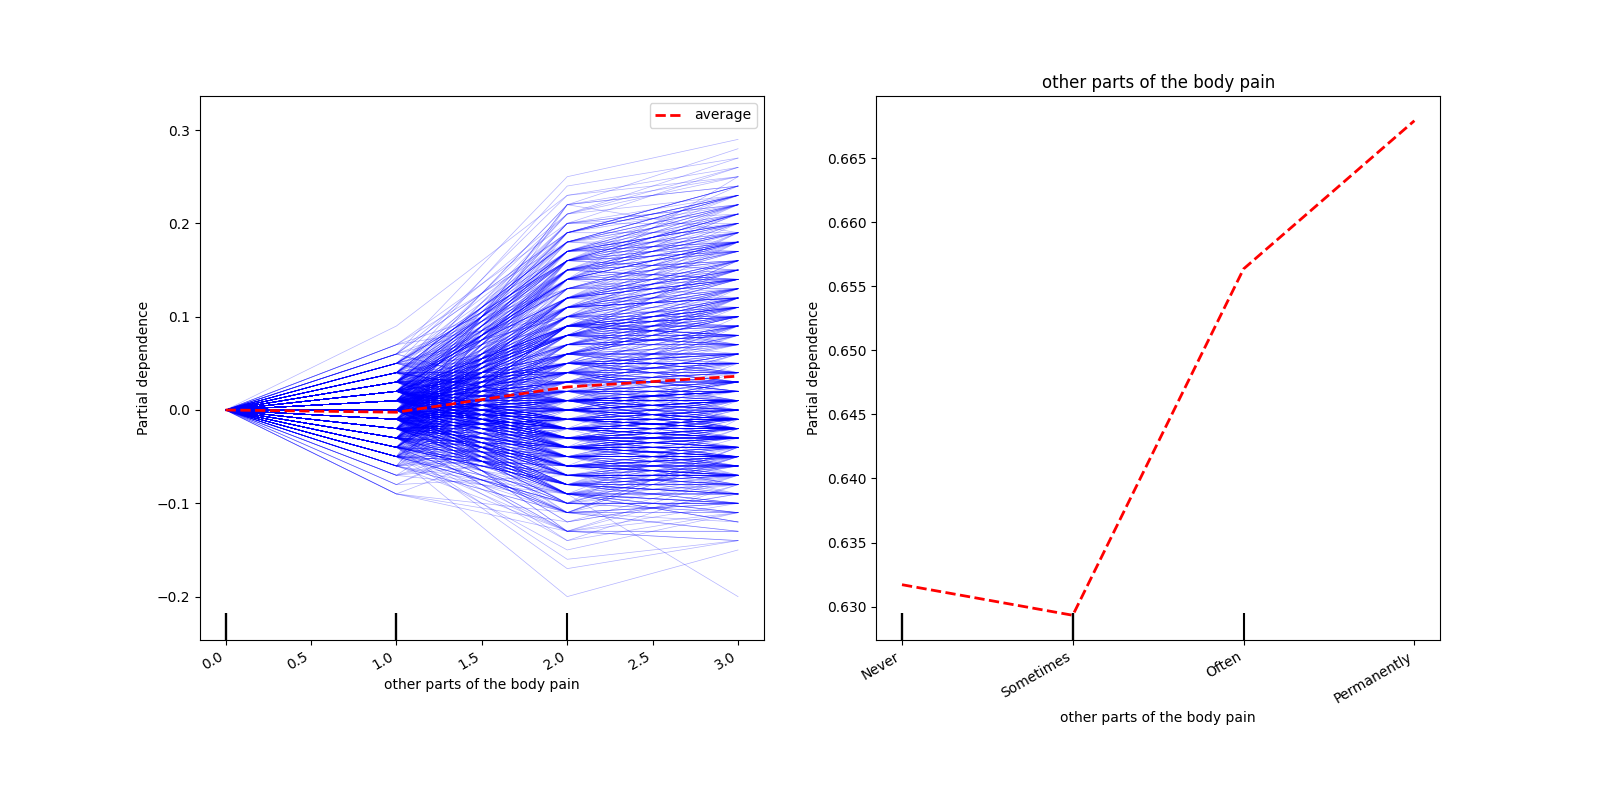 average
0.3
0.2
0.1
0.0
−0.1
−0.2
Partial dependence
0.0
0.5
1.0
1.5
2.0
2.5
3.0
other parts of the body pain
other parts of the body pain
0.665
0.660
0.655
0.650
0.645
0.640
0.635
0.630
Partial dependence
Never
Sometimes
Often
Permanently
other parts of the body pain